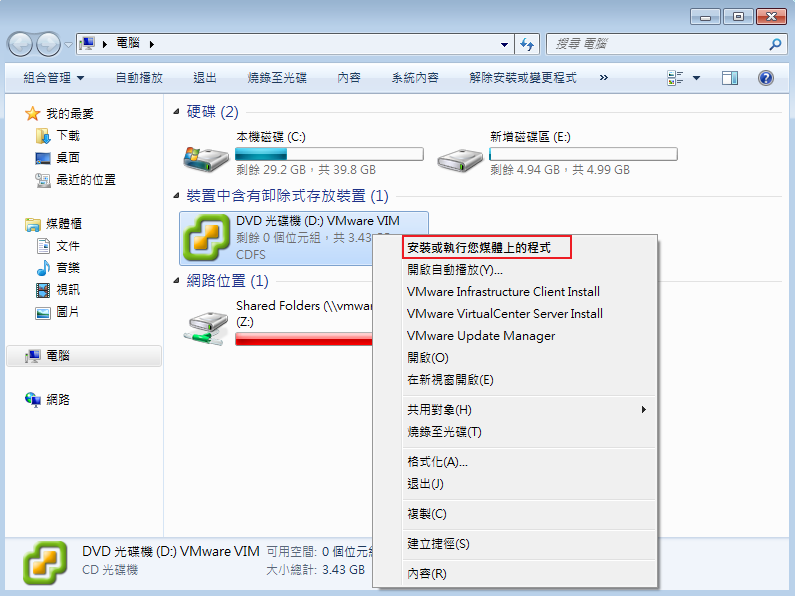 電腦
搜尋 電腦
組合管理 自動播放 退出 燒錄至光碟 內容 系統內容 解除安裝或變更程式 »
我的最愛
下載
桌面
最近的位置
媒體櫃
文件
音樂
視訊
圖片
電腦
網路
硬碟 (2)
本機磁碟 (C:)
剩餘 29.2 GB，共 39.8 GB
新增磁碟區 (E:)
剩餘 4.94 GB，共 4.99 GB
裝置中含有卸除式存放裝置 (1)
DVD 光碟機 (D:) VMware VIM
剩餘 0 個位元組，共 3.43
CDFS
網路位置 (1)
Shared Folders (\\vmwar
(Z:)
安裝或執行您媒體上的程式
開啟自動播放(Y)...
VMware Infrastructure Client Install
VMware VirtualCenter Server Install
VMware Update Manager
開啟(O)
在新視窗開啟(E)
共用對象(H)
燒錄至光碟(T)
格式化(A)...
退出(J)
複製(C)
建立捷徑(S)
內容(R)
DVD 光碟機 (D:) VMware VIM 可用空間: 0 個位元組
CD 光碟機 大小總計: 3.43 GB